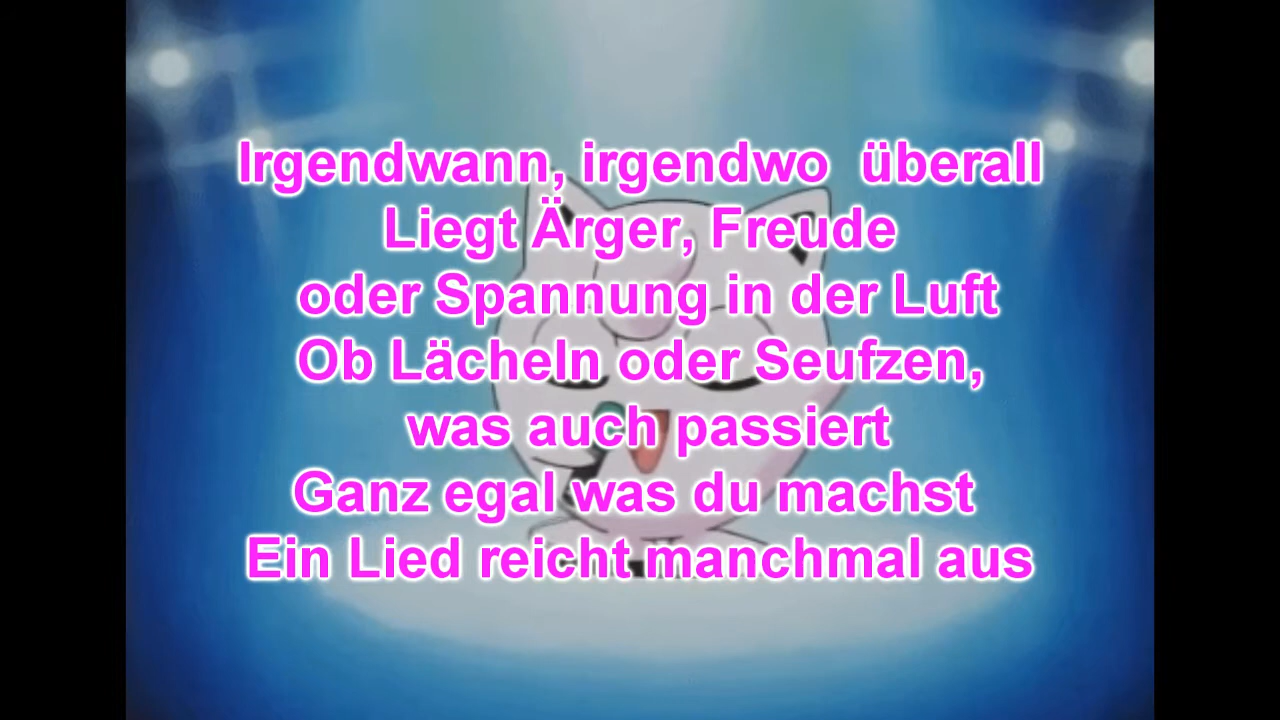 Irgendwann, irgendwo  überall
Liegt Ärger, Freude
oder Spannung in der Luft
Ob Lächeln oder Seufzen,
was auch passiert
Ganz egal was du machst
Ein Lied reicht manchmal aus